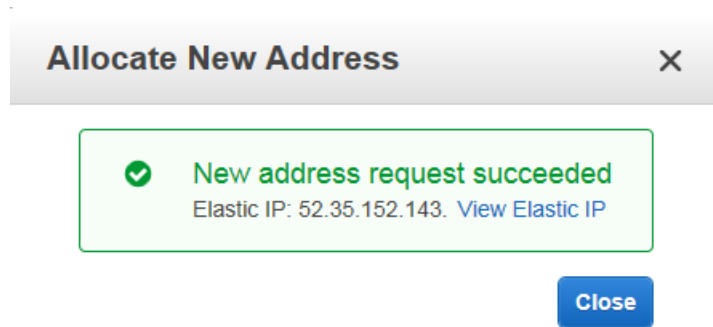 Allocate New Address
New address request succeeded
Elastic IP: 52.35.152.143. View Elastic IP
Close